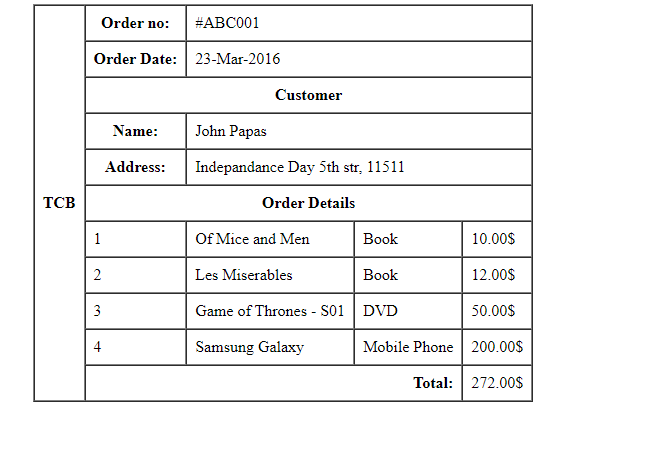 Order no: #ABC001
Order Date: 23-Mar-2016
Customer
Name: John Papas
Address: Indepandance Day 5th str, 11511
TCB
Order Details
1 Of Mice and Men Book 10.00$
2 Les Miserables Book 12.00$
3 Game of Thrones - S01 DVD 50.00$
4 Samsung Galaxy Mobile Phone 200.00$
Total: 272.00$